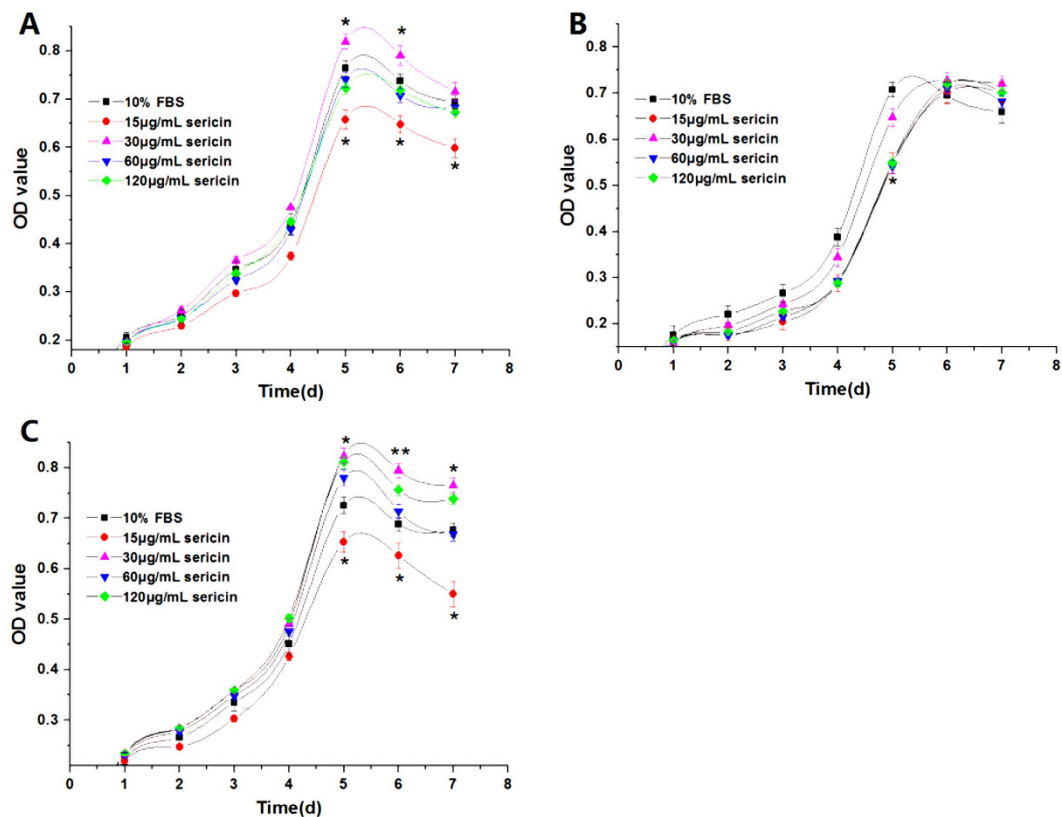 A
OD value
0.8
0.7
0.6
0.5
0.4
0.3
0.2
10% FBS
15μg/mL sericin
30μg/mL sericin
60μg/mL sericin
120μg/mL sericin
* *
* * *
0 1 2 3 4 5 6 7 8
Time(d)
B
OD value
0.8
0.7
0.6
0.5
0.4
0.3
0.2
10% FBS
15μg/mL sericin
30μg/mL sericin
60μg/mL sericin
120μg/mL sericin
*
0 1 2 3 4 5 6 7 8
Time(d)
C
OD value
0.8
0.7
0.6
0.5
0.4
0.3
10% FBS
15μg/mL sericin
30μg/mL sericin
60μg/mL sericin
120μg/mL sericin
* ** *
* * *
0 1 2 3 4 5 6 7 8
Time(d)